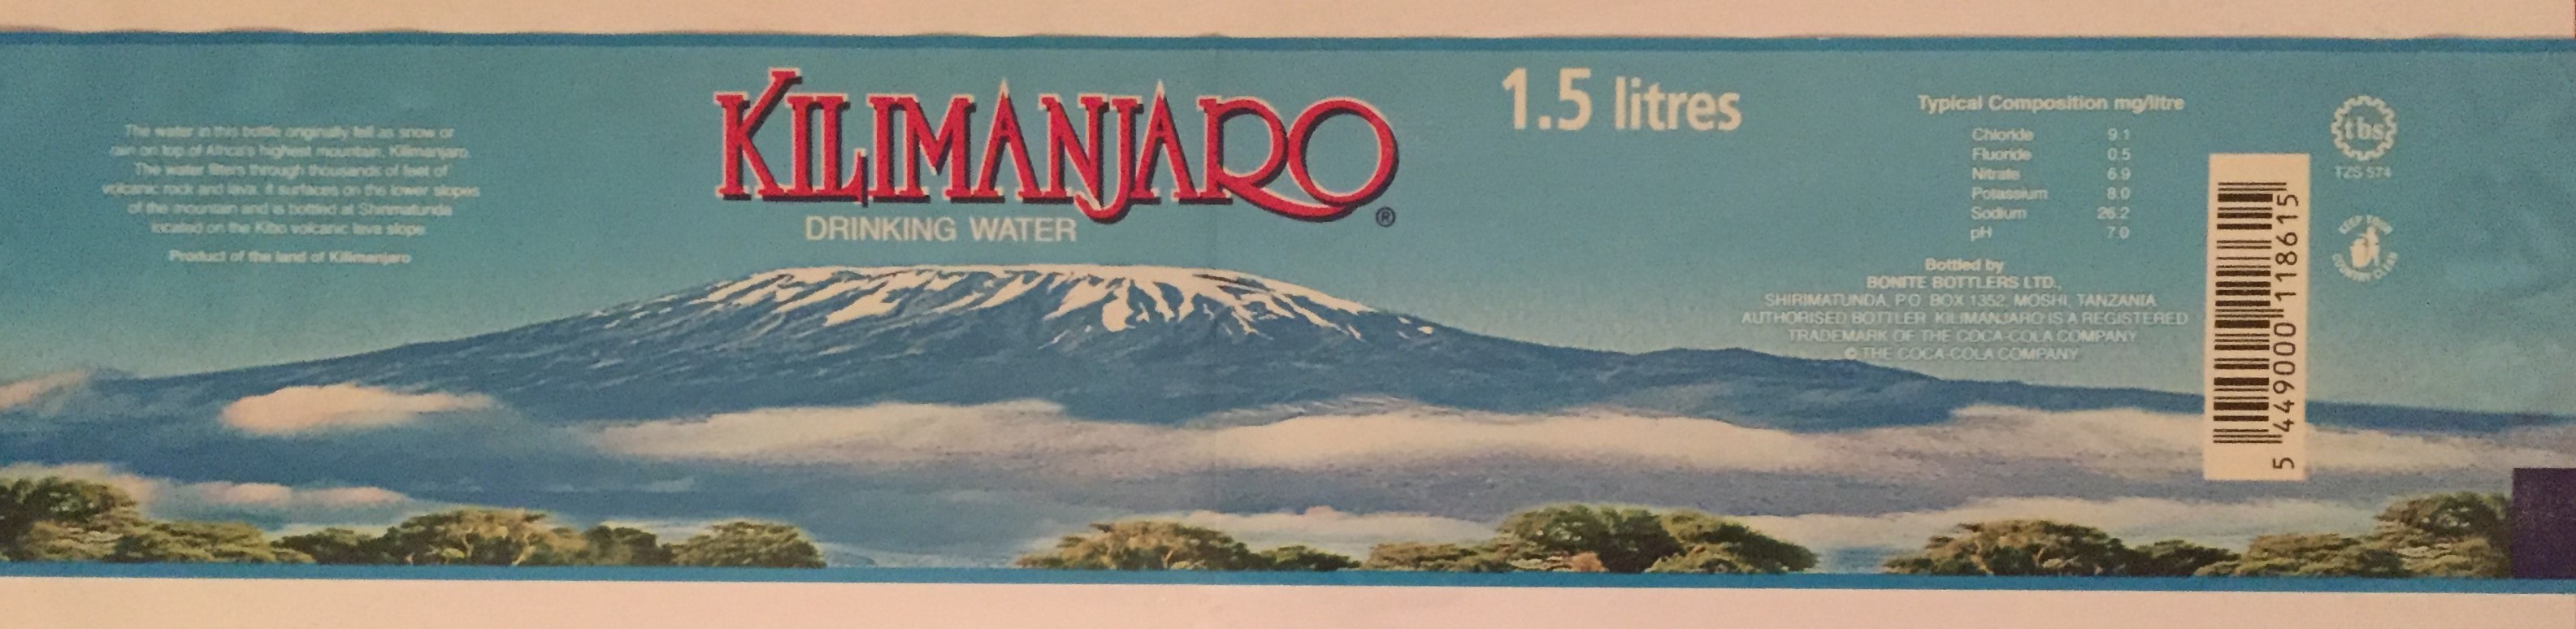 The water in this bottle originally fell as snow or
rain on top of Africa's highest mountain, Kilimanjaro.
The water filters through thousands of feet of
volcanic rock and lava. It surfaces on the lower slopes
of the mountain and is bottled at Shirimatunda
located on the Kibo volcanic lava slope
Product of the land of Kilimanjaro
KILIMANJARO
®
DRINKING WATER
1.5 litres
Typical Composition mg/litre
Chloride 9.1
Fluoride 0.5
Nitrate 6.9
Potassium 8.0
Sodium 26.2
pH 7.0
Bottled by
BONITE BOTTLERS LTD.,
SHIRIMATUNDA, P.O. BOX 1352, MOSHI, TANZANIA
AUTHORISED BOTTLER KILIMANJARO IS A REGISTERED
TRADEMARK OF THE COCA-COLA COMPANY
© THE COCA-COLA COMPANY
5 449000 118615
tbs
TZS 574
KEEP YOUR
COUNTRY CLEAN